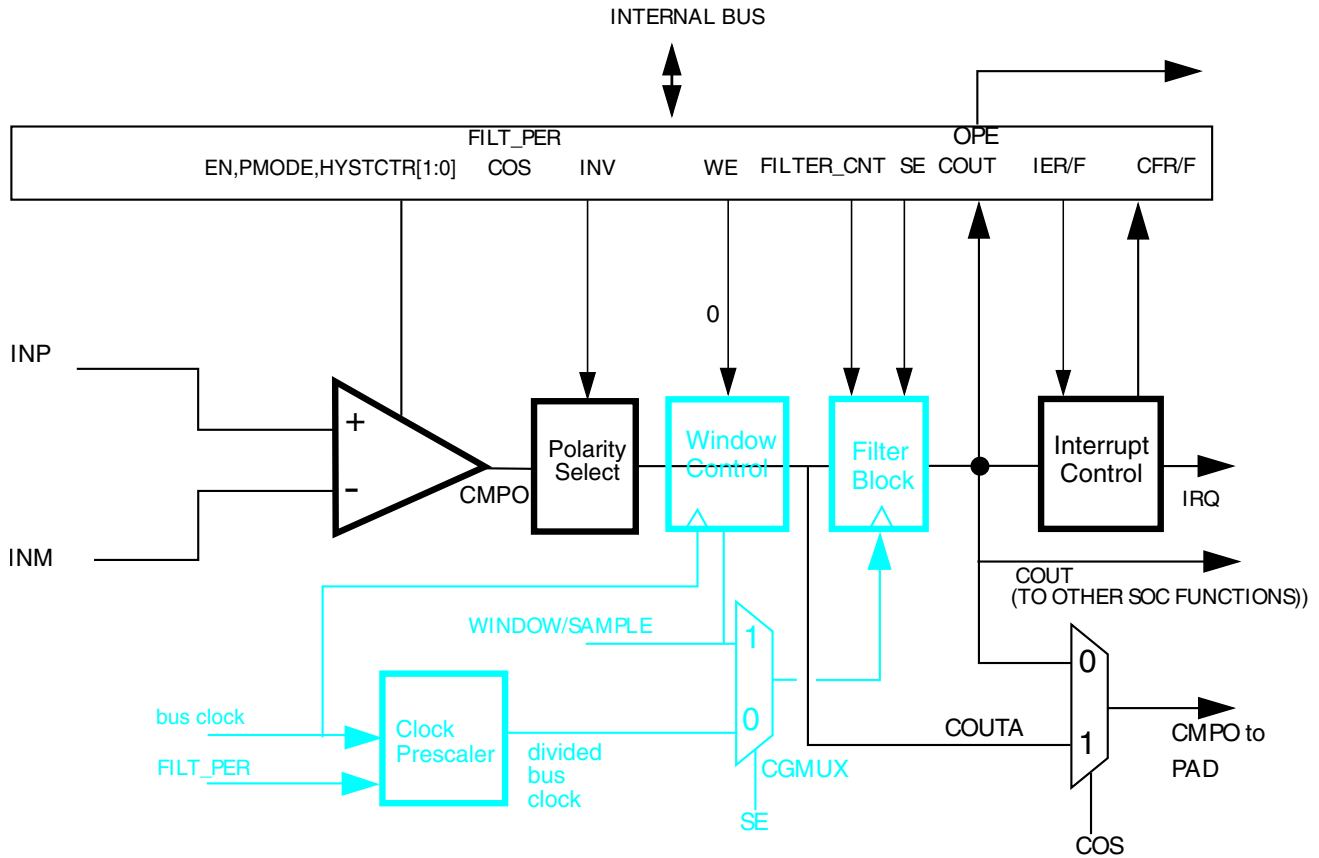 INTERNAL BUS
FILT_PER
OPE
EN,PMODE,HYSTCTR[1:0]
COS
INV
WE
FILTER_CNT
SE
COUT
IER/F
CFR/F
0
INP
+
-
INM
CMPO
Polarity
Select
Window
Control
Filter
Block
Interrupt
Control
IRQ
COUT
(TO OTHER SOC FUNCTIONS))
WINDOW/SAMPLE
1
0
CGMUX
SE
bus clock
FILT_PER
Clock
Prescaler
divided
bus
clock
COUTA
0
1
CMPO to
PAD
COS